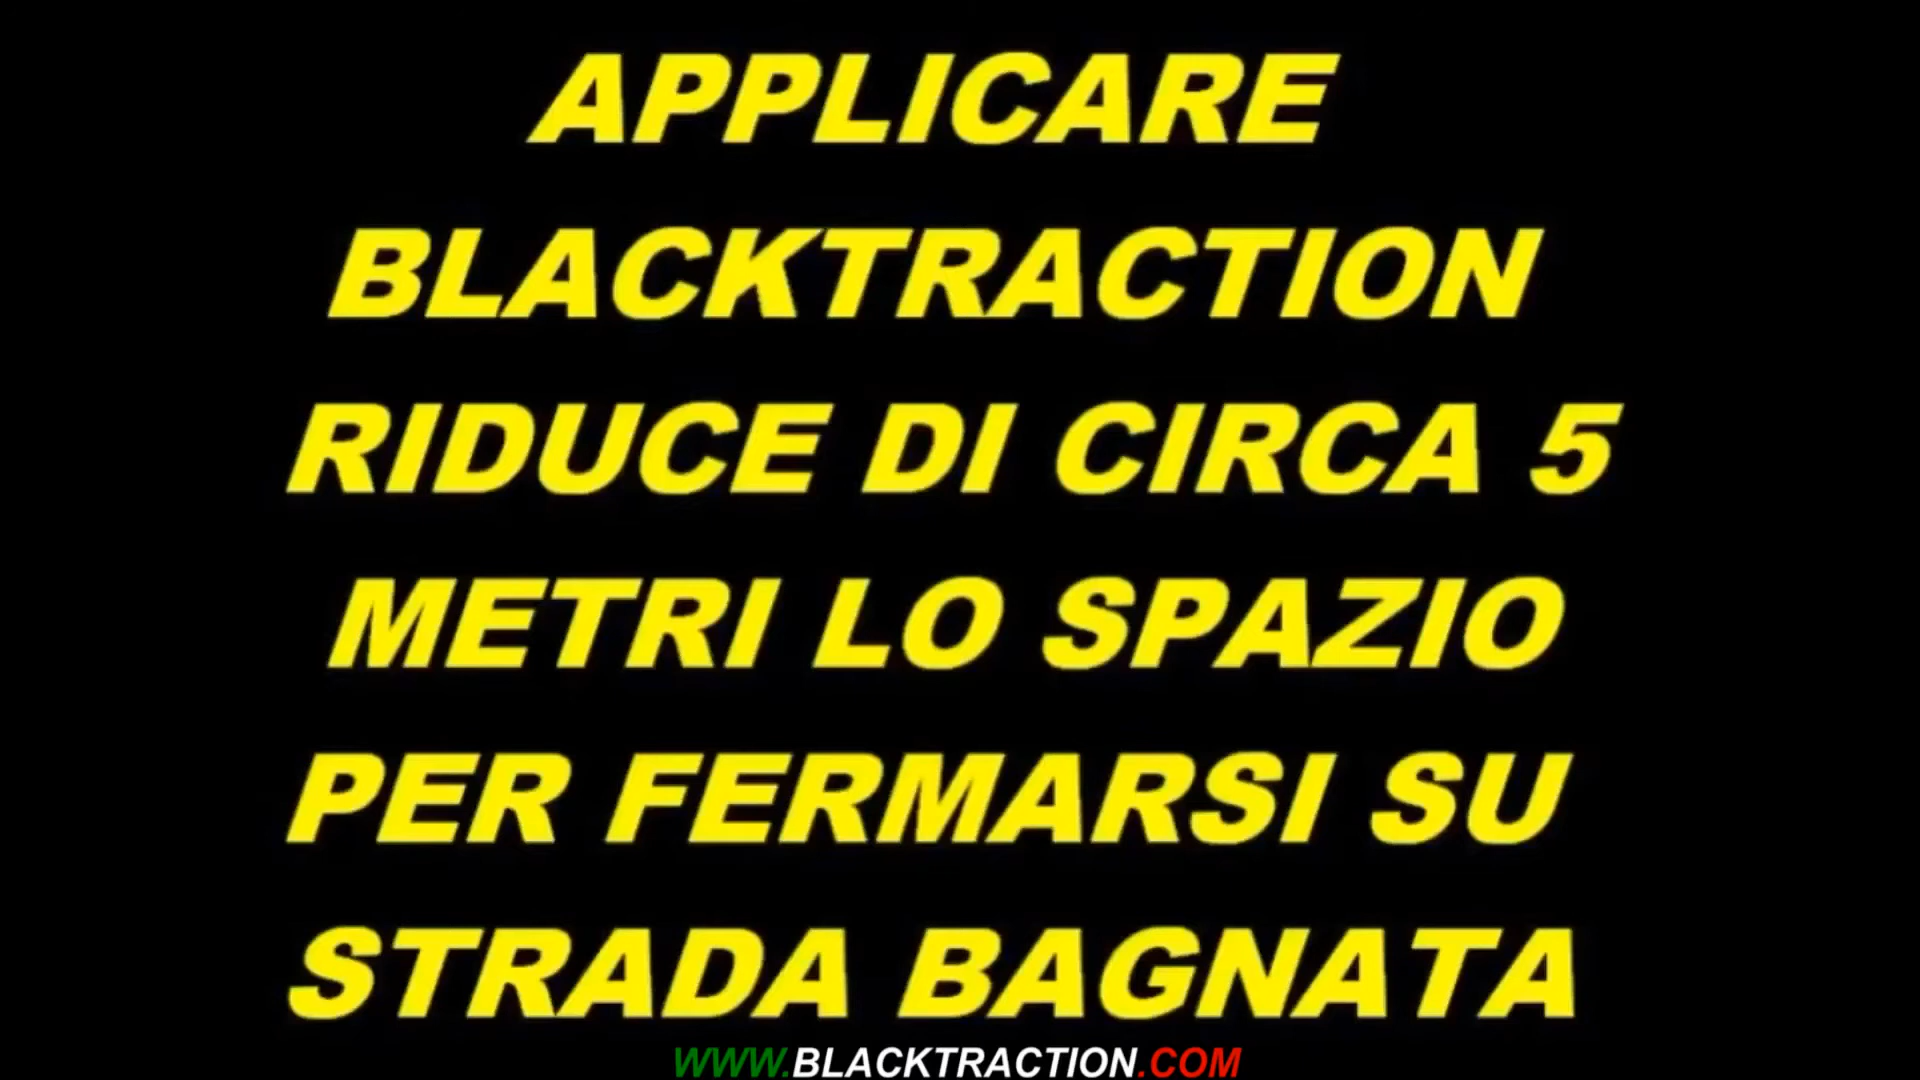 APPLICARE
BLACKTRACTION
RIDUCE DI CIRCA 5
METRI LO SPAZIO
PER FERMARSI SU
STRADA BAGNATA
WWW.BLACKTRACTION.COM